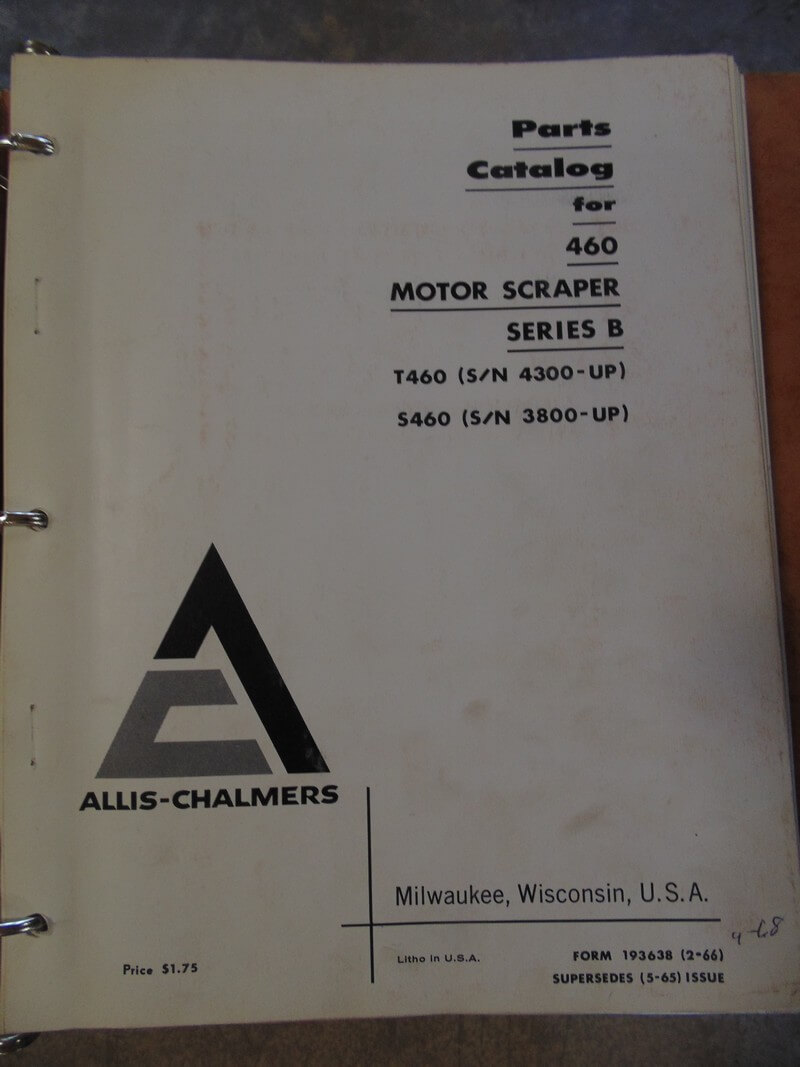 Parts
Catalog
for
460
MOTOR SCRAPER
SERIES B
T460 (S/N 4300-UP)
S460 (S/N 3800-UP)
ALLIS-CHALMERS
Milwaukee, Wisconsin, U.S.A.
4-68
Litho in U.S.A.
FORM 193638 (2-66)
Price $1.75
SUPERSEDES (5-65) ISSUE